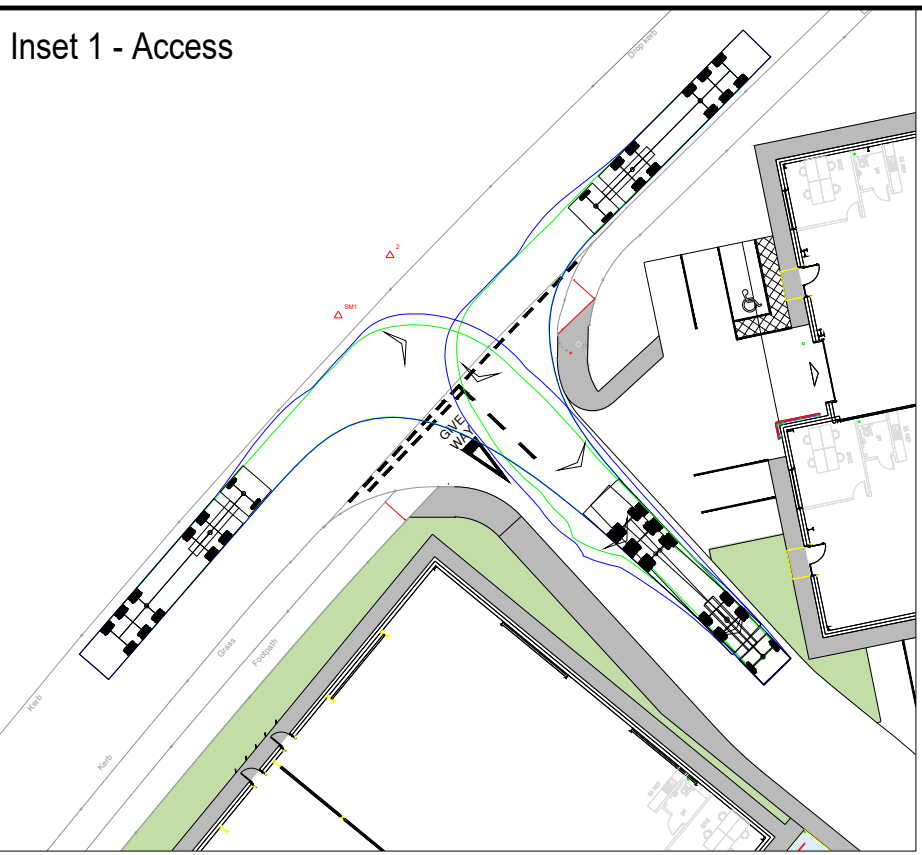 Inset 1 - Access
Drop kerb
2
SM1
GIVE
WAY
Grass
Footpath
Kerb
Kerb